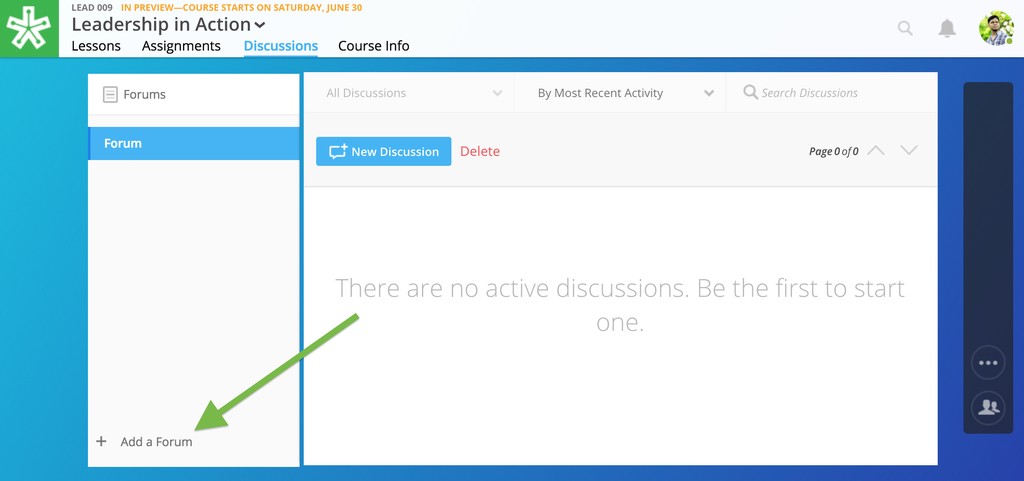 LEAD 009 IN PREVIEW—COURSE STARTS ON SATURDAY, JUNE 30
Leadership in Action
Lessons Assignments Discussions Course Info
Forums
All Discussions By Most Recent Activity Search Discussions
Forum
New Discussion Delete Page 0 of 0
There are no active discussions. Be the first to start
one.
+ Add a Forum